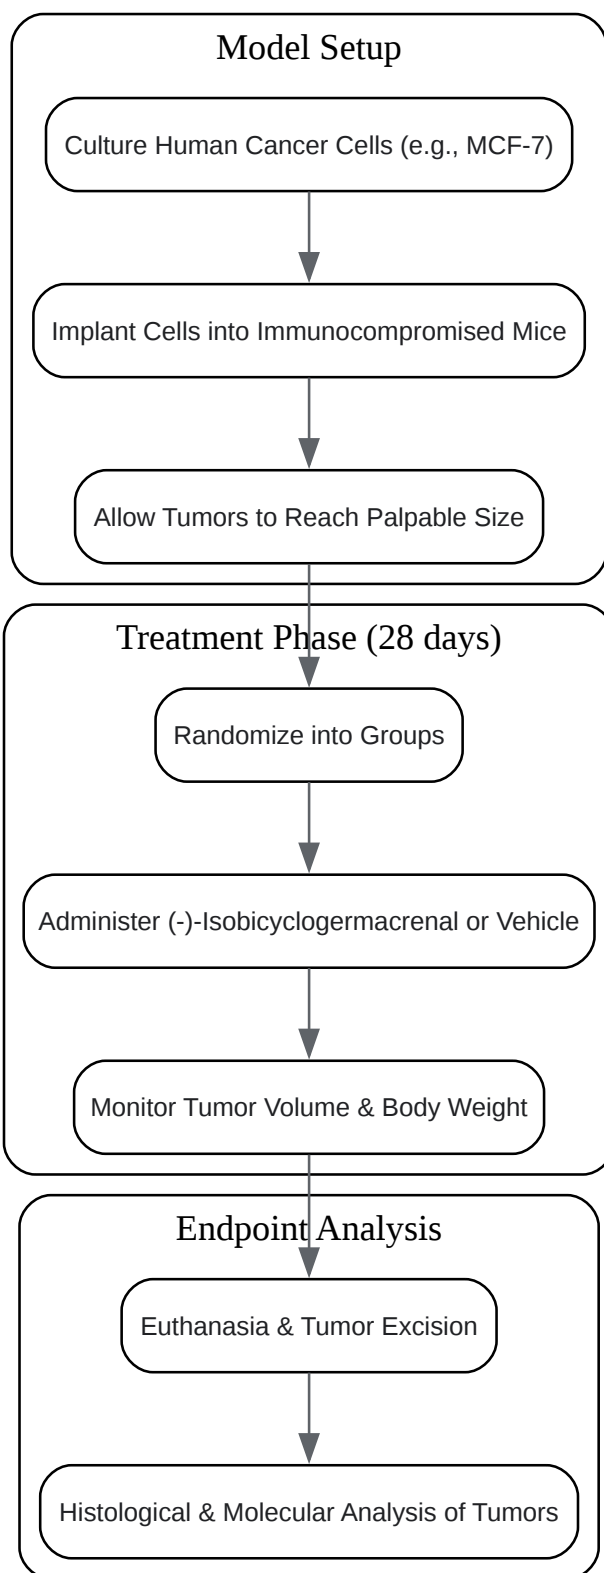 Model Setup
Culture Human Cancer Cells (e.g., MCF-7)
Implant Cells into Immunocompromised Mice
Allow Tumors to Reach Palpable Size
Treatment Phase (28 days)
Randomize into Groups
Administer (-)-Isobicyclogermacrenal or Vehicle
Monitor Tumor Volume & Body Weight
Endpoint Analysis
Euthanasia & Tumor Excision
Histological & Molecular Analysis of Tumors